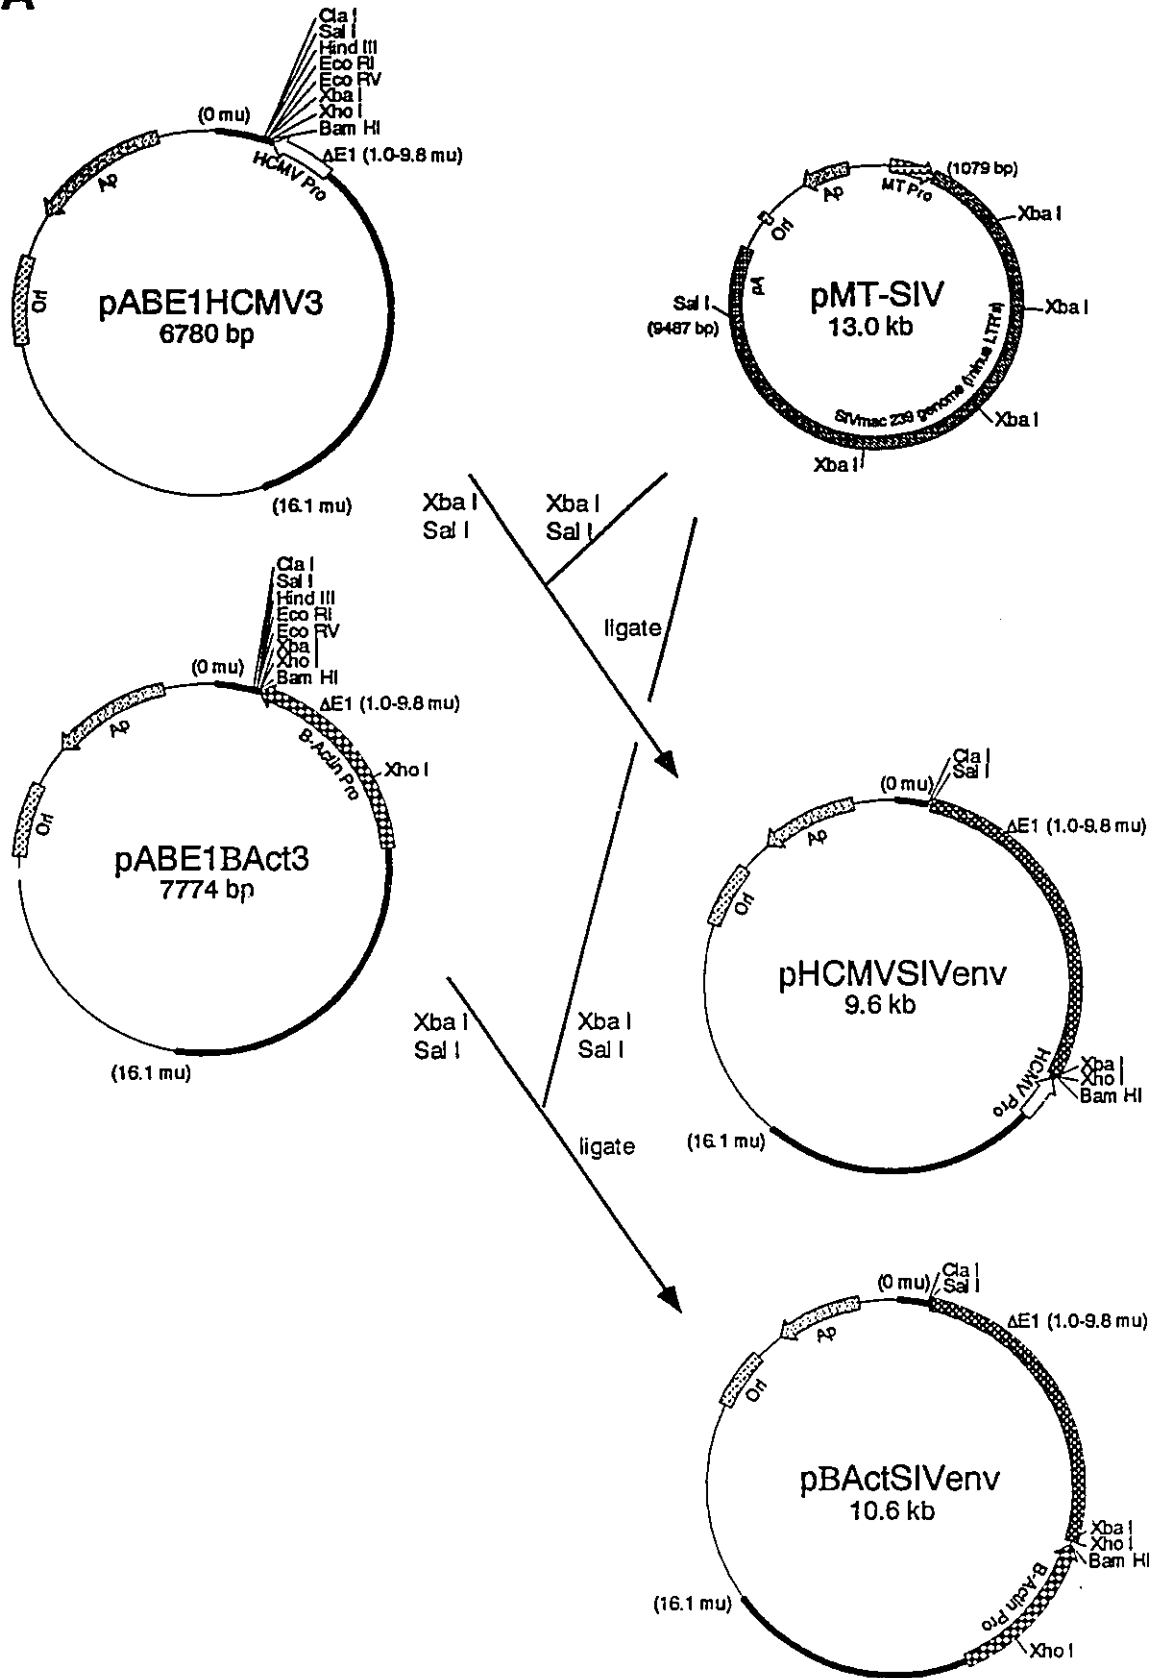 A
Cla I
Sal I
Hind III
Eco RI
Eco RV
Xba I
Xho I
Bam HI
(0 mu)
ΔE1 (1.0-9.8 mu)
HCMV Pro
Ap
Ori
pABE1HCMV3
6780 bp
(16.1 mu)
(1079 bp)
MT Pro
Ap
Ori
pA
Xba I
Xba I
Xba I
Xba I
Sal I
(9487 bp)
pMT-SIV
13.0 kb
SIVmac 239 genome (minus LTR's)
Xba I
Sal I
Xba I
Sal I
ligate
Cla I
Sal I
Hind III
Eco RI
Eco RV
Xba I
Xho I
Bam HI
(0 mu)
ΔE1 (1.0-9.8 mu)
B-Actin Pro
Xho I
Ap
Ori
pABE1BAct3
7774 bp
(16.1 mu)
Xba I
Sal I
Xba I
Sal I
ligate
Cla I
Sal I
(0 mu)
ΔE1 (1.0-9.8 mu)
Ap
Ori
pHCMVSIVenv
9.6 kb
HCMV Pro
Xba I
Xho I
Bam HI
(16.1 mu)
Cla I
Sal I
(0 mu)
ΔE1 (1.0-9.8 mu)
Ap
Ori
pBActSIVenv
10.6 kb
Xba I
Xho I
Bam HI
B-Actin Pro
Xho I
(16.1 mu)